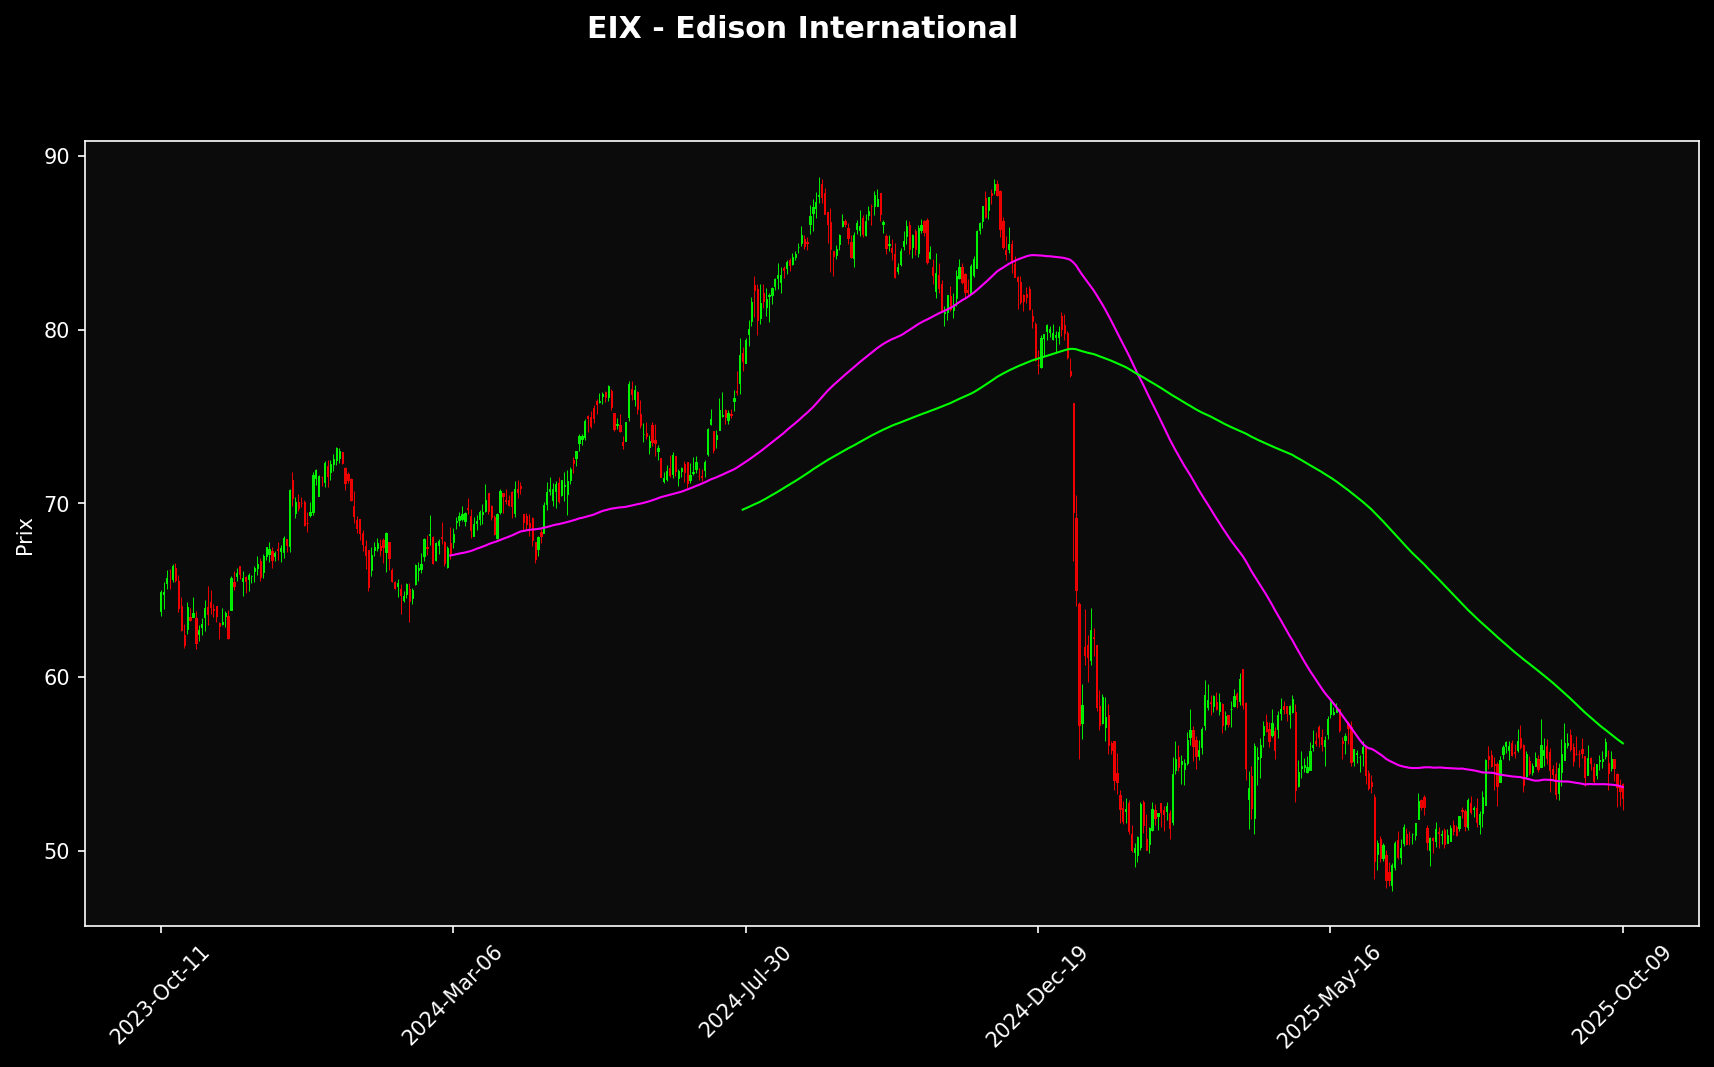 EIX - Edison International
Prix
90
80
70
60
50
2023-Oct-11
2024-Mar-06
2024-Jul-30
2024-Dec-19
2025-May-16
2025-Oct-09